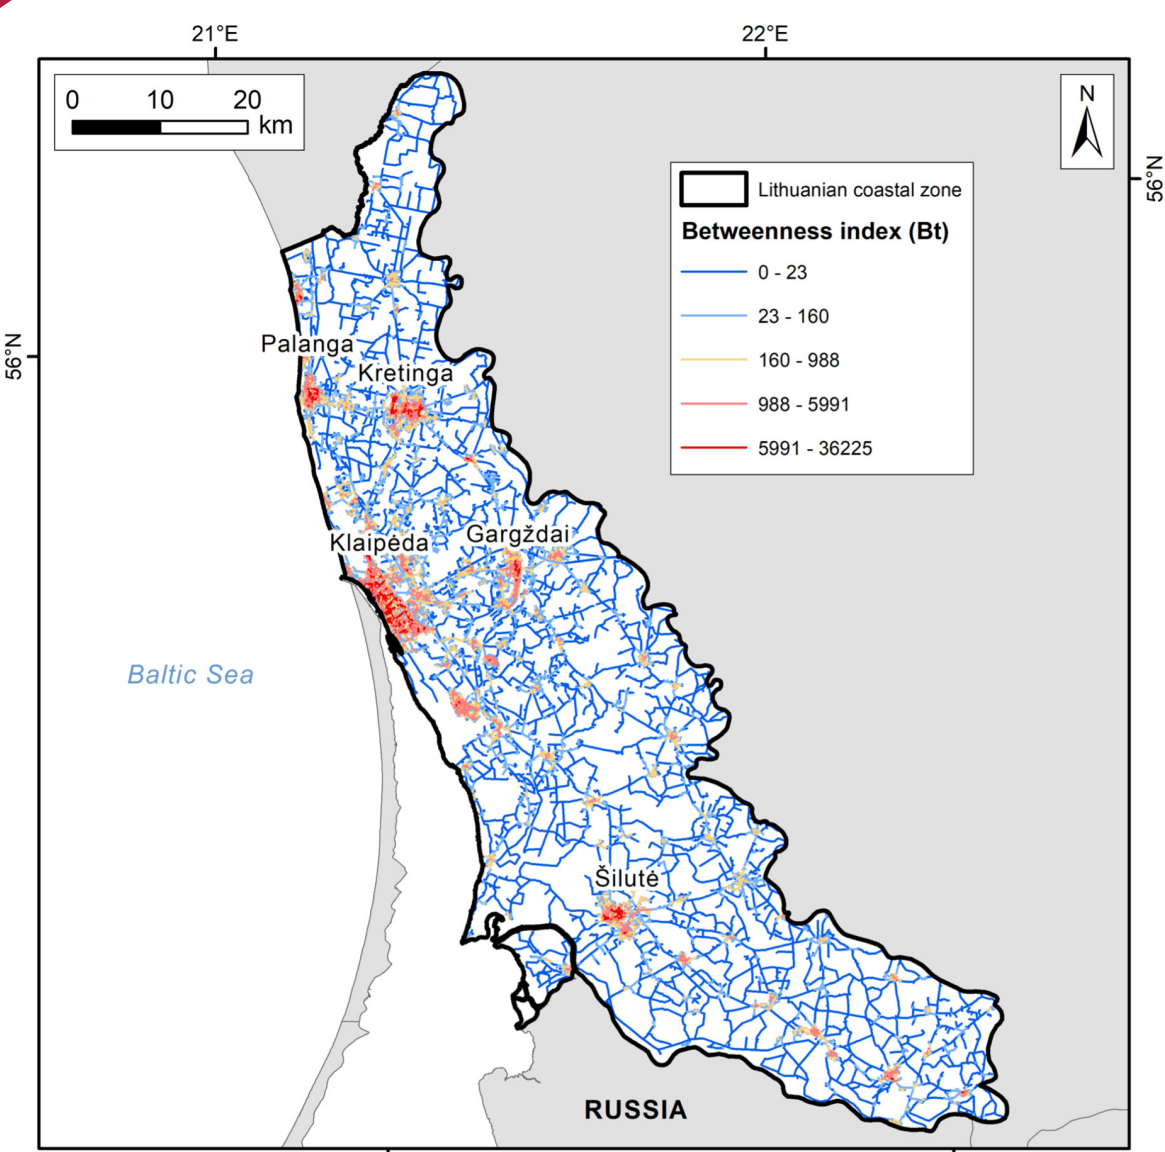 21°E
22°E
0 10 20
km
N
56°N
Lithuanian coastal zone
Betweenness index (Bt)
0 - 23
23 - 160
160 - 988
988 - 5991
5991 - 36225
56°N
Palanga
Kretinga
Gargždai
Klaipėda
Baltic Sea
Šilutė
RUSSIA